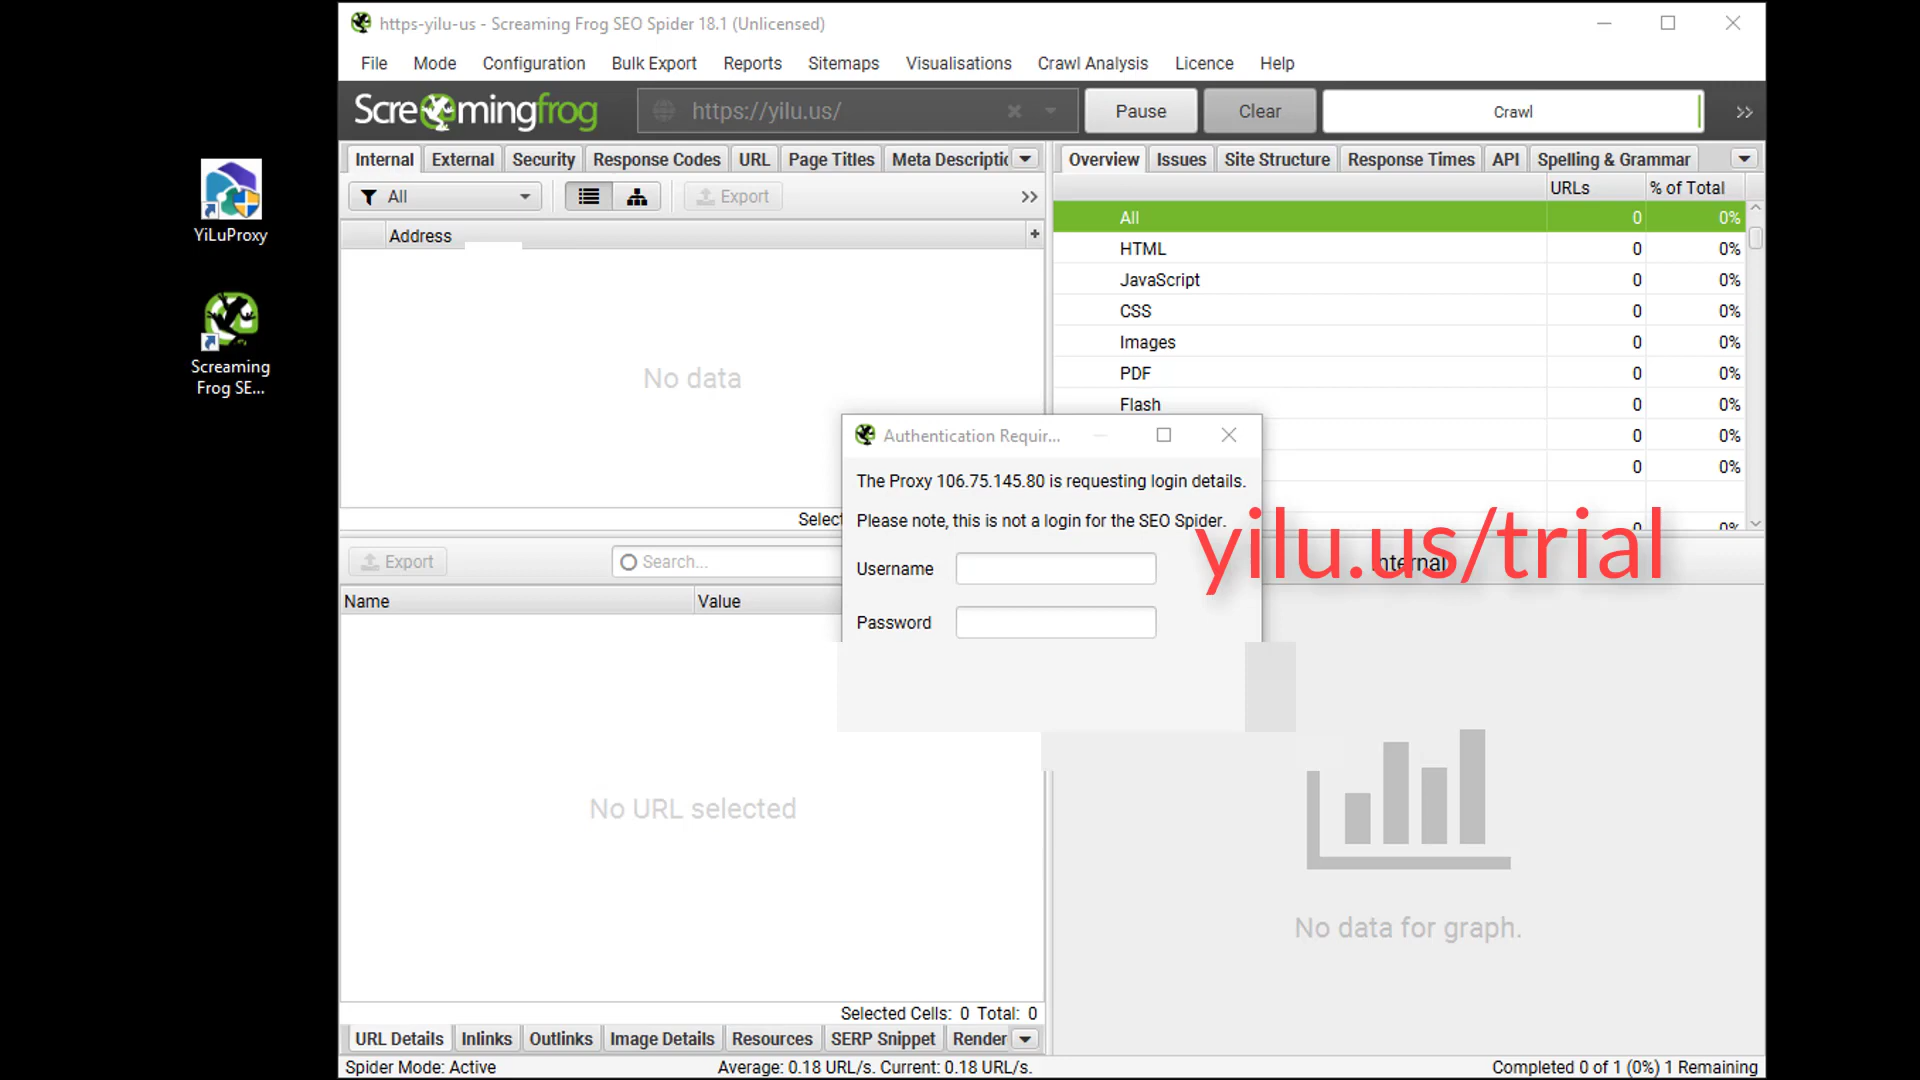 https-yilu-us - Screaming Frog SEO Spider 18.1 (Unlicensed)
File Mode Configuration Bulk Export Reports Sitemaps Visualisations Crawl Analysis Licence Help
Screamingfrog
https://yilu.us/
Pause Clear Crawl
Internal External Security Response Codes URL Page Titles Meta Descriptic
Overview Issues Site Structure Response Times API Spelling & Grammar
All Export
URLs % of Total
Address
All 0 0%
HTML 0 0%
JavaScript 0 0%
CSS 0 0%
Images 0 0%
PDF 0 0%
Flash 0 0%
0 0%
0 0%
0 0%
No data
YiLuProxy
Screaming
Frog SE...
Authentication Requir...
The Proxy 106.75.145.80 is requesting login details.
Please note, this is not a login for the SEO Spider.
Username
Password
yilu.us/trial
Internal
Selec
Export Search...
Name Value
No URL selected
No data for graph.
Selected Cells: 0 Total: 0
URL Details Inlinks Outlinks Image Details Resources SERP Snippet Render
Spider Mode: Active Average: 0.18 URL/s. Current: 0.18 URL/s. Completed 0 of 1 (0%) 1 Remaining